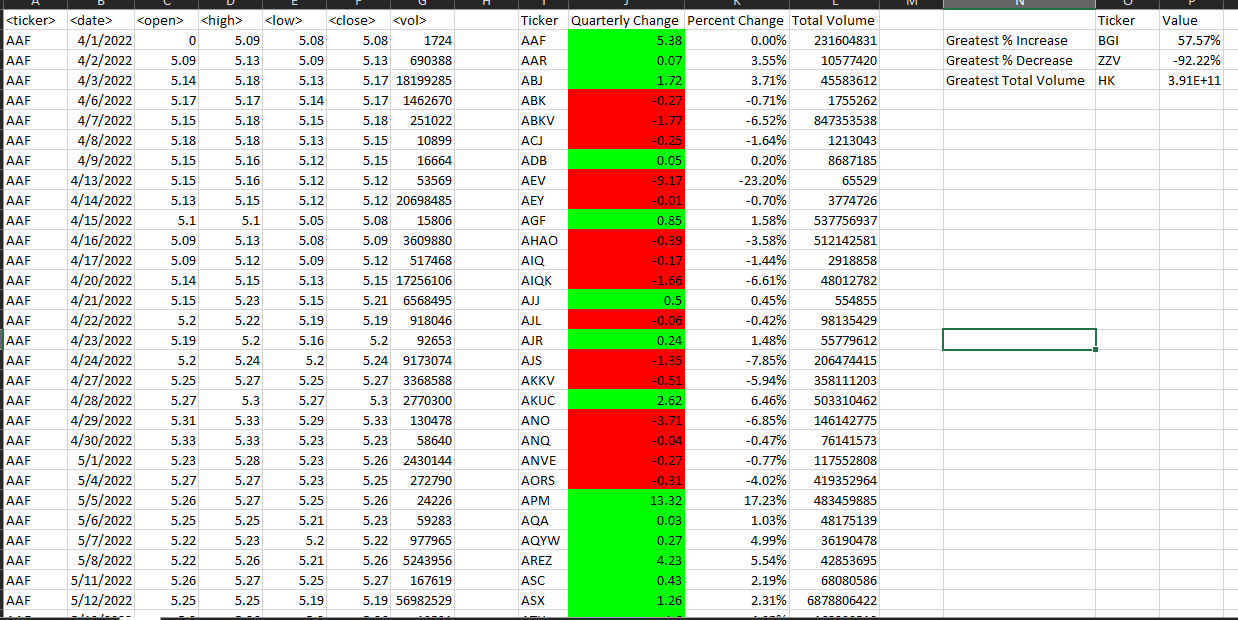 <ticker> <date> <open> <high> <low> <close> <vol> Ticker Quarterly Change Percent Change Total Volume Ticker Value
AAF 4/1/2022 0 5.09 5.08 5.08 1724 AAF 5.38 0.00% 231604831 Greatest % Increase BGI 57.57%
AAF 4/2/2022 5.09 5.13 5.09 5.13 690388 AAR 0.07 3.55% 10577420 Greatest % Decrease ZZV -92.22%
AAF 4/3/2022 5.14 5.18 5.13 5.17 18199285 ABJ 1.72 3.71% 45583612 Greatest Total Volume HK 3.91E+11
AAF 4/6/2022 5.17 5.17 5.14 5.17 1462670 ABK -0.27 -0.71% 1755262
AAF 4/7/2022 5.15 5.18 5.15 5.18 251022 ABKV -1.77 -6.52% 847353538
AAF 4/8/2022 5.18 5.18 5.13 5.15 10899 ACJ -0.25 -1.64% 1213043
AAF 4/9/2022 5.15 5.16 5.12 5.15 16664 ADB 0.05 0.20% 8687185
AAF 4/13/2022 5.15 5.16 5.12 5.12 53569 AEV -9.17 -23.20% 65529
AAF 4/14/2022 5.13 5.15 5.12 5.12 20698485 AEY -0.01 -0.70% 3774726
AAF 4/15/2022 5.1 5.1 5.05 5.08 15806 AGF 0.85 1.58% 537756937
AAF 4/16/2022 5.09 5.13 5.08 5.09 3609880 AHAO -0.39 -3.58% 512142581
AAF 4/17/2022 5.09 5.12 5.09 5.12 517468 AIQ -0.17 -1.44% 2918858
AAF 4/20/2022 5.14 5.15 5.13 5.15 17256106 AIQK -1.66 -6.61% 48012782
AAF 4/21/2022 5.15 5.23 5.15 5.21 6568495 AJJ 0.5 0.45% 554855
AAF 4/22/2022 5.2 5.22 5.19 5.19 918046 AJL -0.06 -0.42% 98135429
AAF 4/23/2022 5.19 5.2 5.16 5.2 92653 AJR 0.24 1.48% 55779612
AAF 4/24/2022 5.2 5.24 5.2 5.24 9173074 AJS -1.35 -7.85% 206474415
AAF 4/27/2022 5.25 5.27 5.25 5.27 3368588 AKKV -0.51 -5.94% 358111203
AAF 4/28/2022 5.27 5.3 5.27 5.3 2770300 AKUC 2.62 6.46% 503310462
AAF 4/29/2022 5.31 5.33 5.29 5.33 130478 ANO -3.71 -6.85% 146142775
AAF 4/30/2022 5.33 5.33 5.23 5.23 58640 ANQ -0.04 -0.47% 76141573
AAF 5/1/2022 5.23 5.28 5.23 5.26 2430144 ANVE -0.27 -0.77% 117552808
AAF 5/4/2022 5.27 5.27 5.23 5.25 272790 AORS -0.31 -4.02% 419352964
AAF 5/5/2022 5.26 5.27 5.25 5.26 24226 APM 13.32 17.23% 483459885
AAF 5/6/2022 5.25 5.25 5.21 5.23 59283 AQA 0.03 1.03% 48175139
AAF 5/7/2022 5.22 5.23 5.2 5.22 977965 AQYW 0.27 4.99% 36190478
AAF 5/8/2022 5.22 5.26 5.21 5.26 5243956 AREZ 4.23 5.54% 42853695
AAF 5/11/2022 5.26 5.27 5.25 5.27 167619 ASC 0.43 2.19% 68080586
AAF 5/12/2022 5.25 5.25 5.19 5.19 56982529 ASX 1.26 2.31% 6878806422